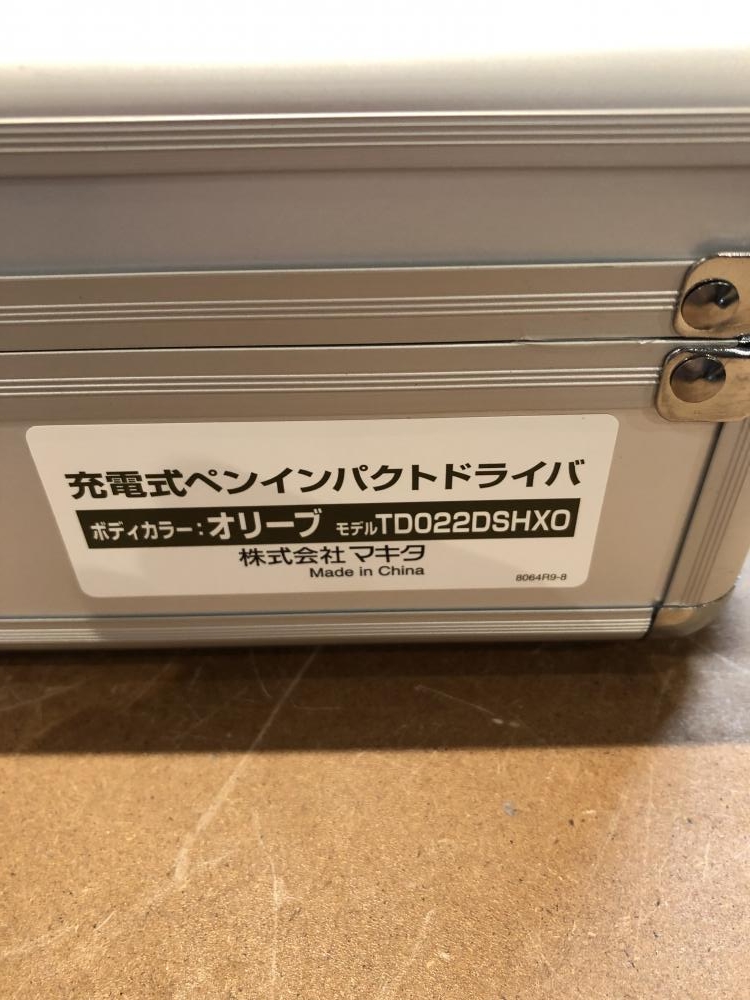 充電式ペンインパクトドライバ
ボディカラー：オリーブ モデルTD022DSHXO
株式会社マキタ
Made in China
8064R9-8